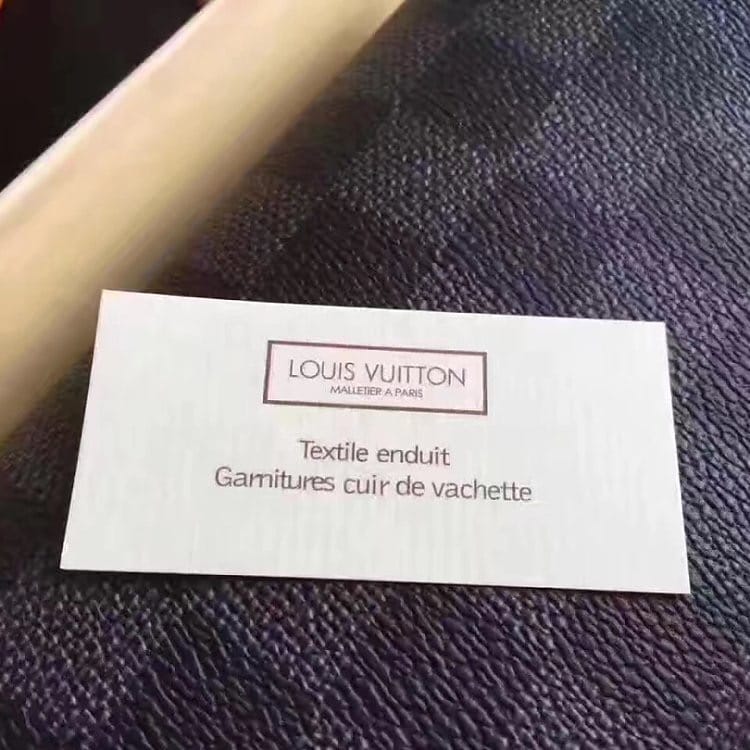 LOUIS VUITTON
MALLETIER A PARIS
Textile enduit
Garnitures cuir de vachette